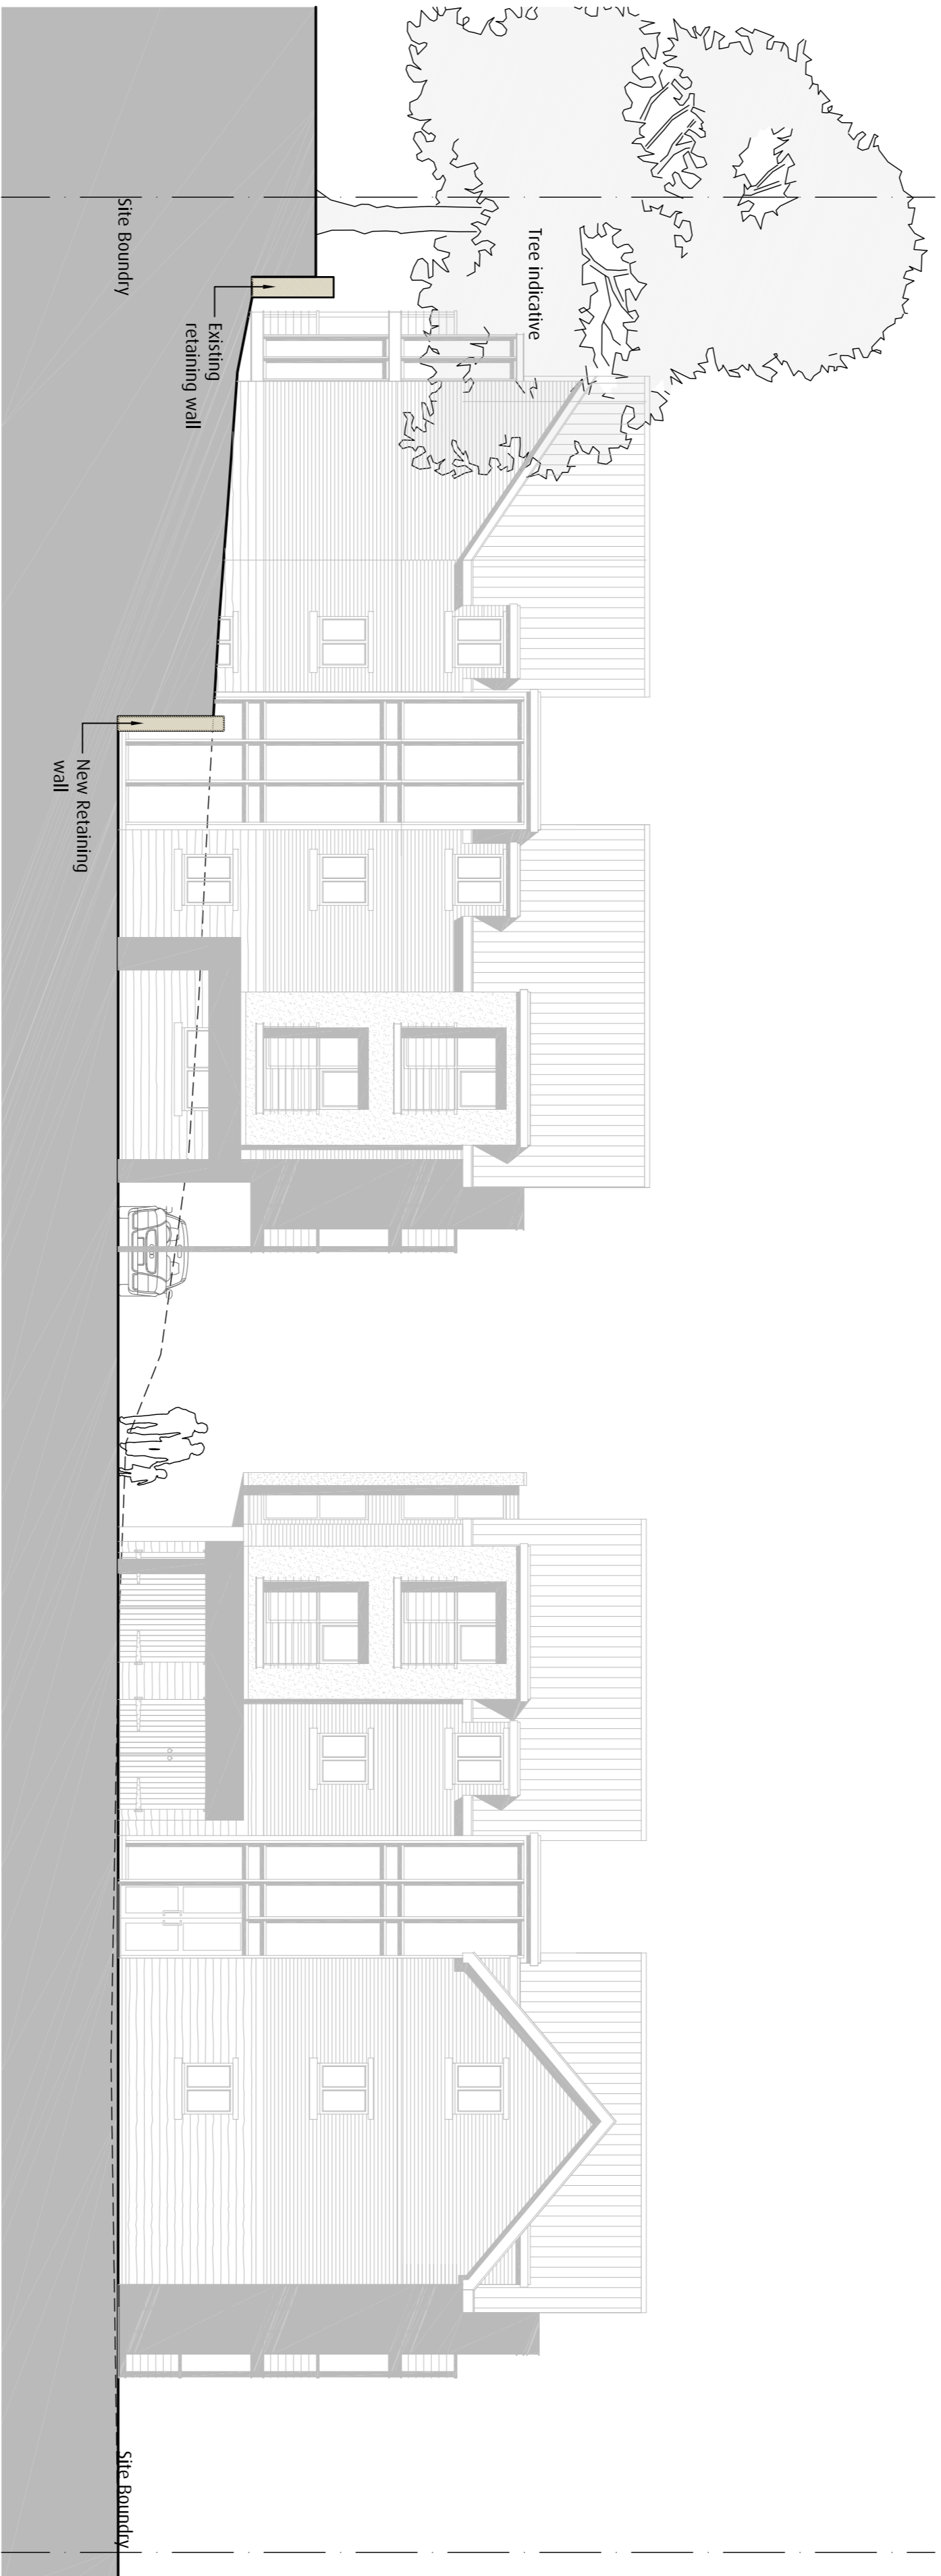 Tree indicative
Site Boundry
Existing
retaining wall
New Retaining
wall
Site Boundry